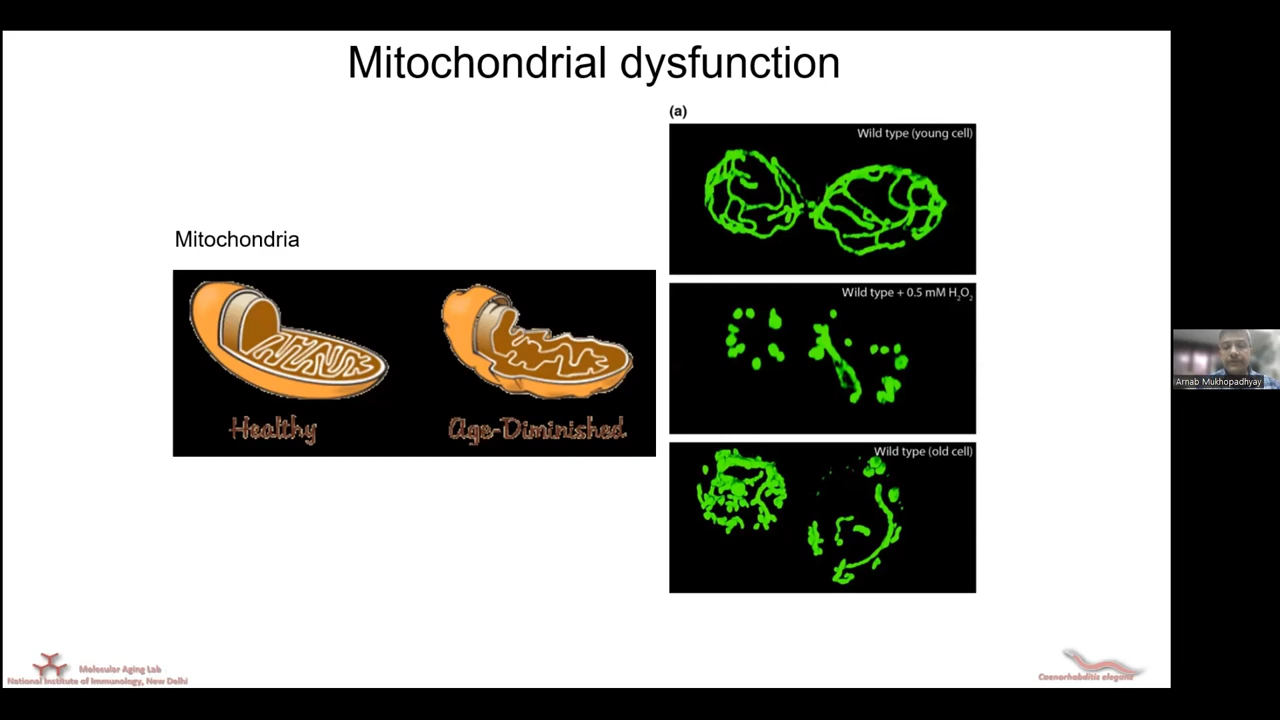 Mitochondrial dysfunction
Mitochondria
Healthy
Age-Diminished
(a)
Wild type (young cell)
Wild type + 0.5 mM H₂O₂
Wild type (old cell)
Arnab Mukhopadhyay
Molecular Aging Lab
National Institute of Immunology, New Delhi
Caenorhabditis elegans